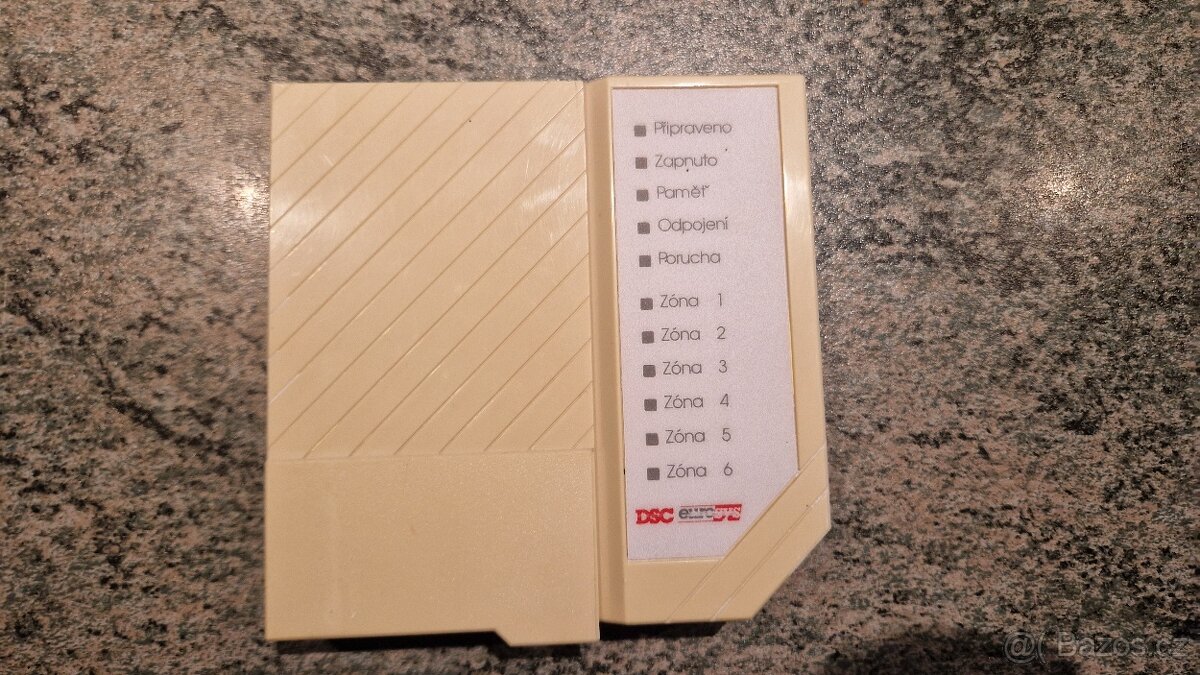 Připraveno
Zapnuto
Paměť
Odpojení
Porucha
Zóna 1
Zóna 2
Zóna 3
Zóna 4
Zóna 5
Zóna 6
DSC euroSYS
@( Bazos.cz